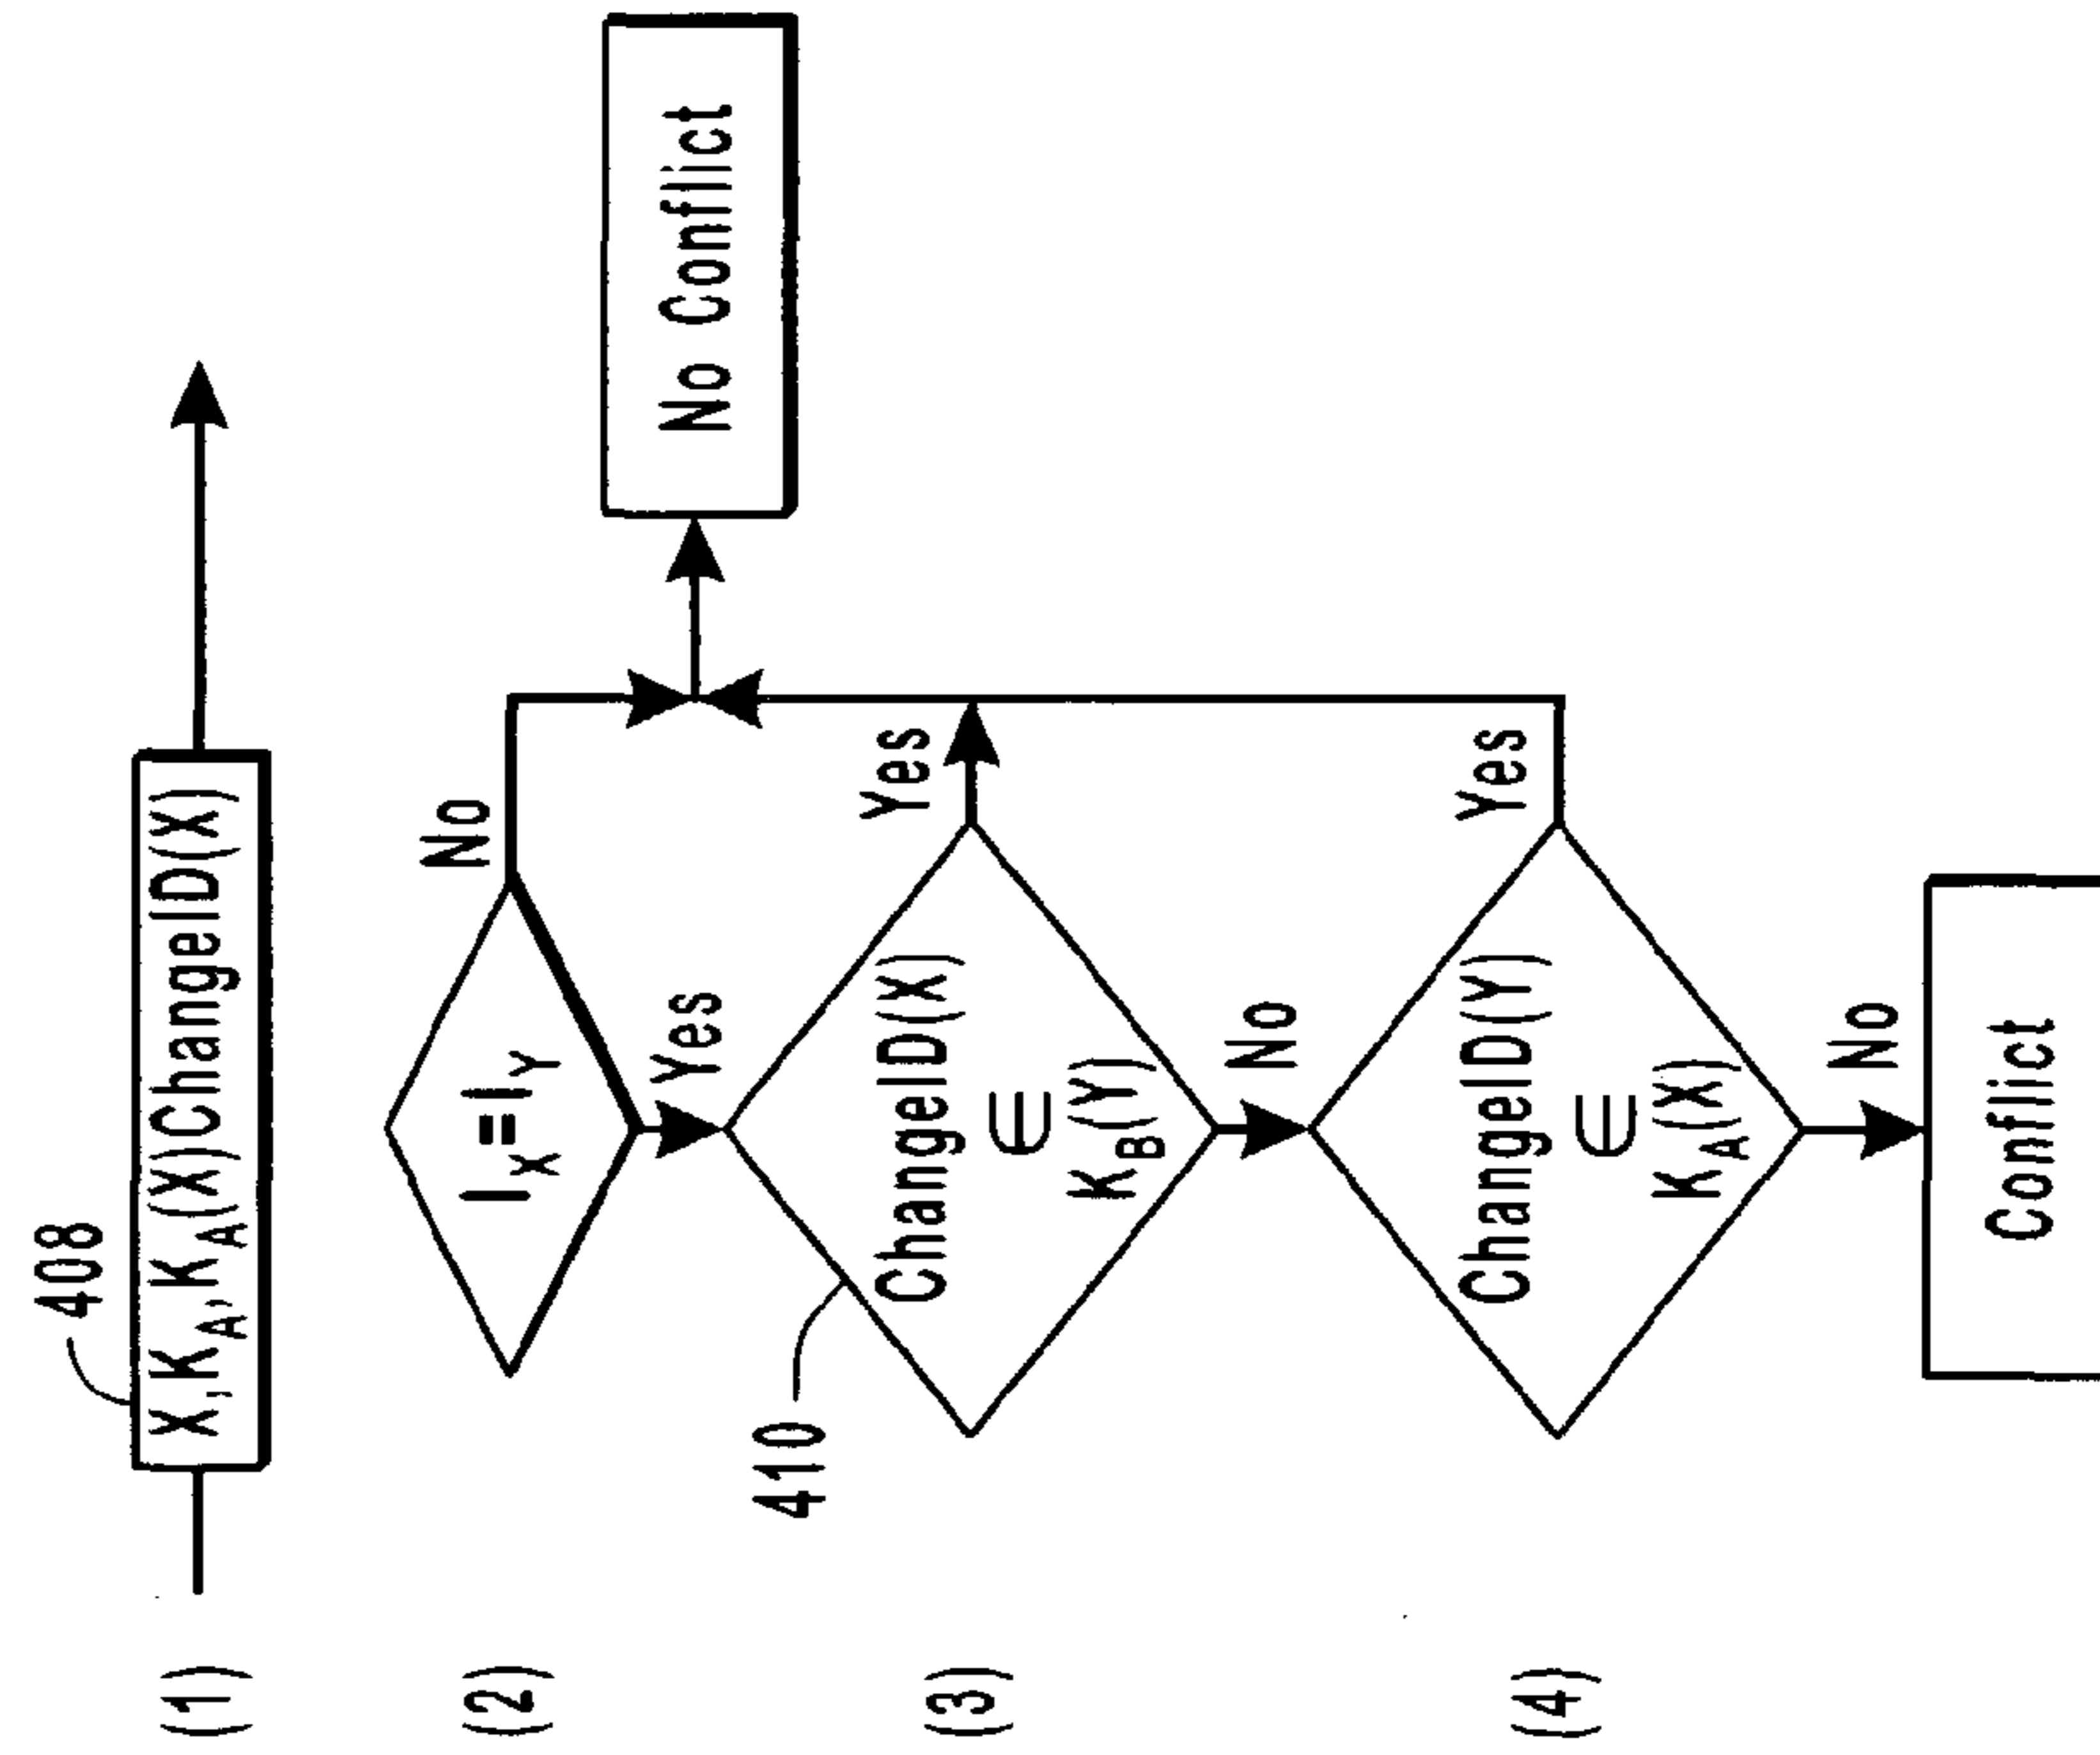 408
(1)
X,K_A, K_A(X)ChangeID(X)
(2)
I_X=I_Y
No
Yes
No Conflict
410
(3)
ChangeID(X)
∈
K_B(Y)
Yes
No
(4)
ChangeID(Y)
∈
K_A(X)
Yes
No
Conflict